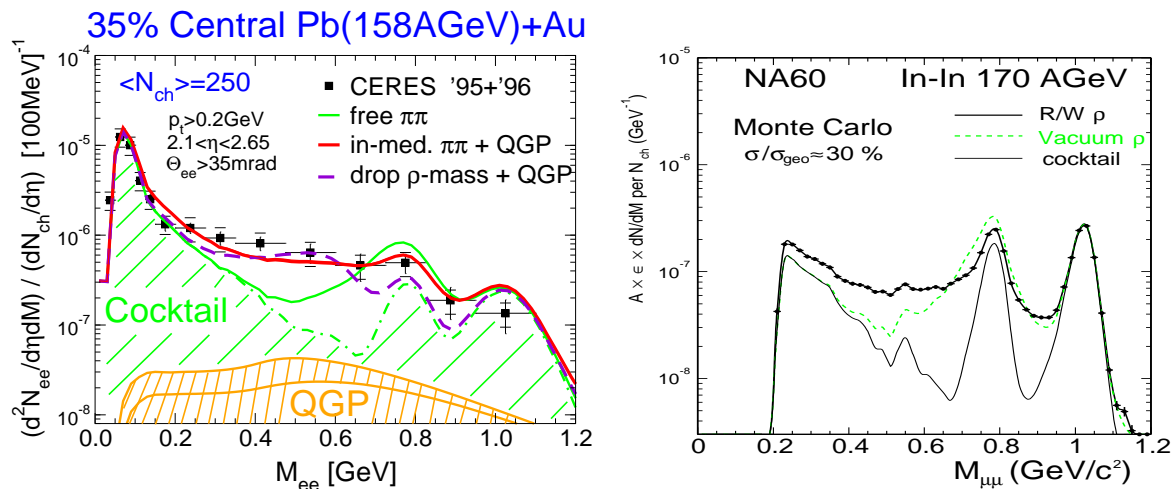 35% Central Pb(158AGeV)+Au
(d²N_ee/dηdM) / (dN_ch/dη) [100MeV]⁻¹
10⁻⁵
10⁻⁶
10⁻⁷
10⁻⁸
<N_ch>=250
p_t>0.2GeV
2.1<η<2.65
Θ_ee>35mrad
CERES '95+'96
free ππ
in-med. ππ + QGP
drop ρ-mass + QGP
Cocktail
QGP
0.0 0.2 0.4 0.6 0.8 1.0 1.2
M_ee [GeV]
A × ε × dN/dM per N_ch (GeV⁻¹)
10⁻⁵
10⁻⁶
10⁻⁷
10⁻⁸
NA60 In-In 170 AGeV
Monte Carlo
σ/σ_geo≈30 %
R/W ρ
Vacuum ρ
cocktail
0 0.2 0.4 0.6 0.8 1 1.2
M_μμ (GeV/c²)